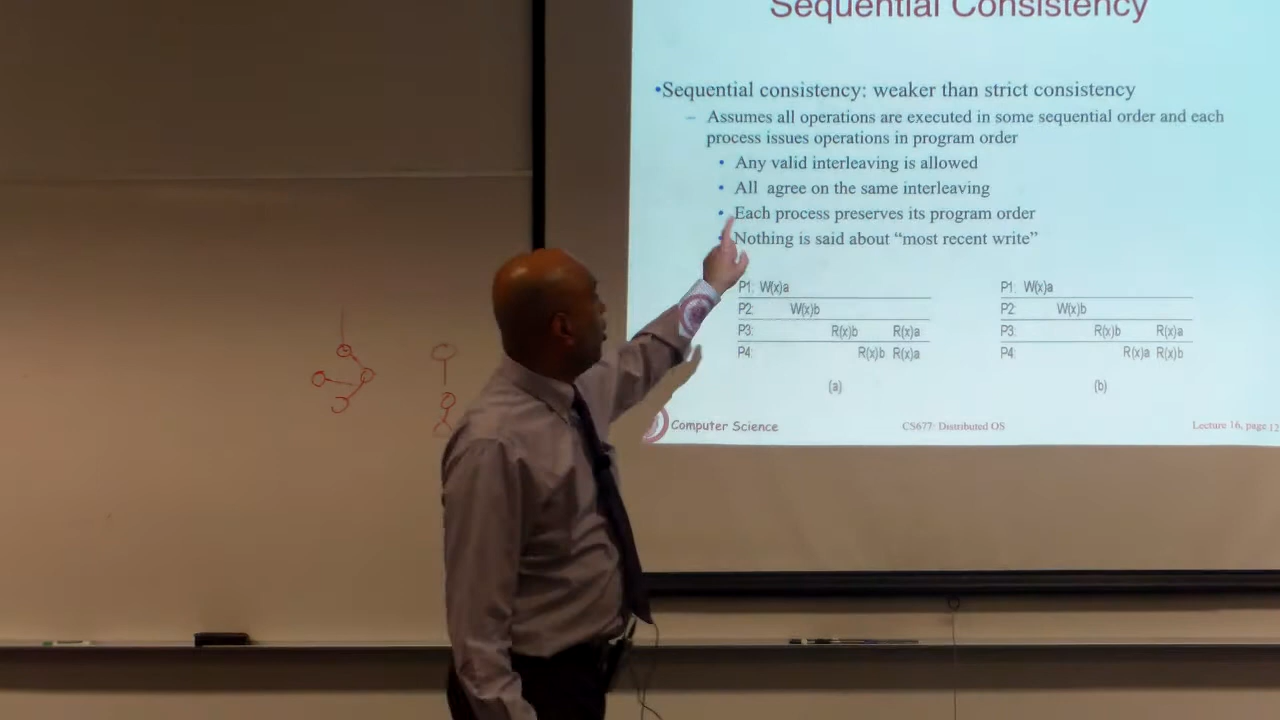 Sequential Consistency
•Sequential consistency: weaker than strict consistency
– Assumes all operations are executed in some sequential order and each
process issues operations in program order
• Any valid interleaving is allowed
• All agree on the same interleaving
• Each process preserves its program order
• Nothing is said about “most recent write”
P1: W(x)a
P2: W(x)b
P3: R(x)b R(x)a
P4: R(x)b R(x)a
(a)
P1: W(x)a
P2: W(x)b
P3: R(x)b R(x)a
P4: R(x)a R(x)b
(b)
Computer Science
CS677: Distributed OS
Lecture 16, page 12